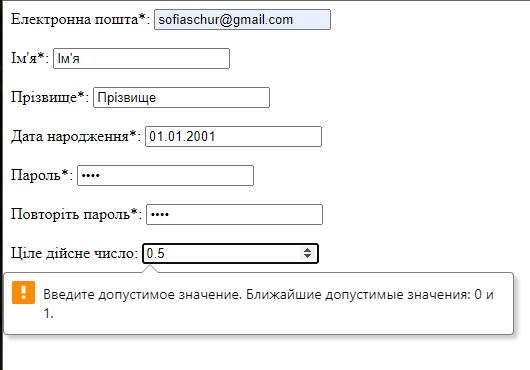 Електронна пошта*: sofiaschur@gmail.com
Ім'я*: Ім'я
Прізвище*: Прізвище
Дата народження*: 01.01.2001
Пароль*: ••••
Повторіть пароль*: ••••
Ціле дійсне число: 0.5
Введите допустимое значение. Ближайшие допустимые значения: 0 и
1.